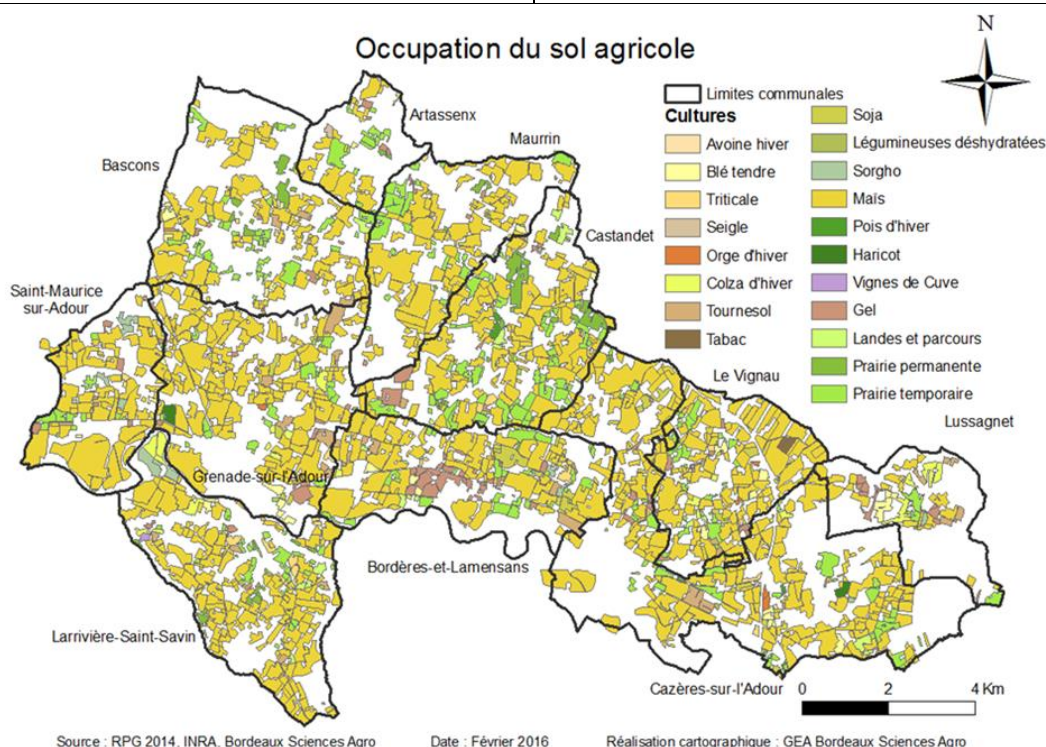 N
Occupation du sol agricole
Limites communales
Cultures
Avoine hiver
Blé tendre
Triticale
Seigle
Orge d'hiver
Colza d'hiver
Tournesol
Tabac
Soja
Légumineuses déshydratées
Sorgho
Maïs
Pois d'hiver
Haricot
Vignes de Cuve
Gel
Landes et parcours
Prairie permanente
Prairie temporaire
Artassenx
Maurrin
Bascons
Castandet
Saint-Maurice
sur-Adour
Le Vignau
Lussagnet
Grenade-sur-l'Adour
Bordères-et-Lamensans
Larrivière-Saint-Savin
Cazères-sur-l'Adour
0 2 4 Km
Source : RPG 2014, INRA, Bordeaux Sciences Agro Date : Février 2016 Réalisation cartographique : GEA Bordeaux Sciences Agro